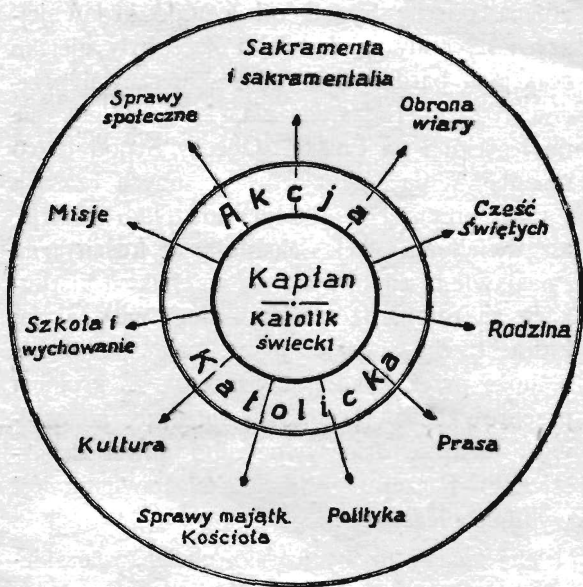 Sakramenta
i sakramentalia
Obrona
wiary
Cześć
Świętych
Rodzina
Prasa
Polityka
Sprawy majątk.
Kościoła
Kultura
Szkoła i
wychowanie
Misje
Sprawy
społeczne
Akcja
Katolicka
Kapłan
Katolik
świecki